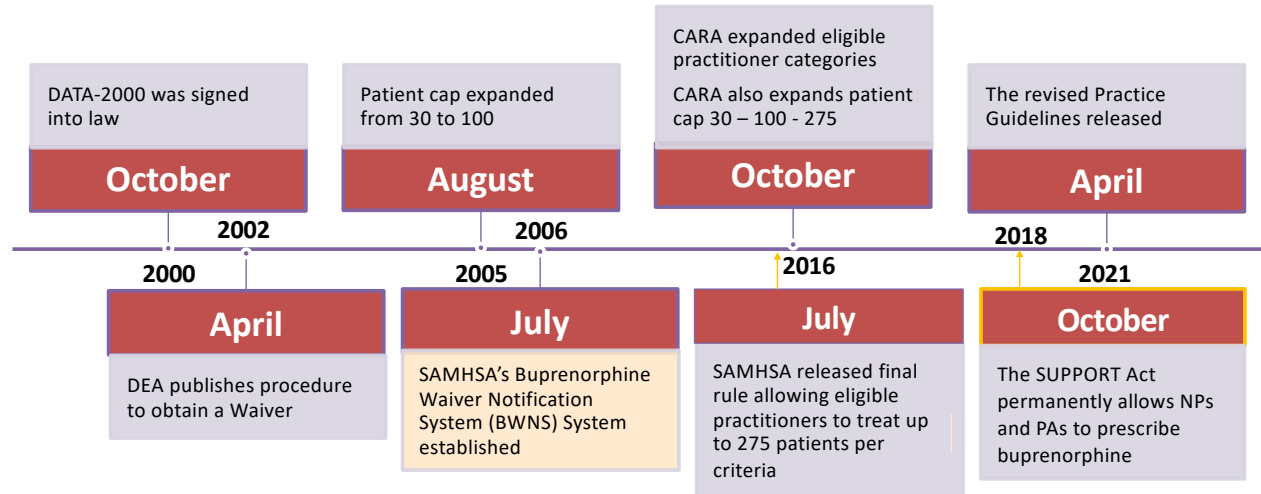 DATA-2000 was signed
into law
October
Patient cap expanded
from 30 to 100
August
CARA expanded eligible
practitioner categories
CARA also expands patient
cap 30 – 100 - 275
October
The revised Practice
Guidelines released
April
2002
2006
2018
2000
2005
2016
2021
April
DEA publishes procedure
to obtain a Waiver
July
SAMHSA’s Buprenorphine
Waiver Notification
System (BWNS) System
established
July
SAMHSA released final
rule allowing eligible
practitioners to treat up
to 275 patients per
criteria
October
The SUPPORT Act
permanently allows NPs
and PAs to prescribe
buprenorphine